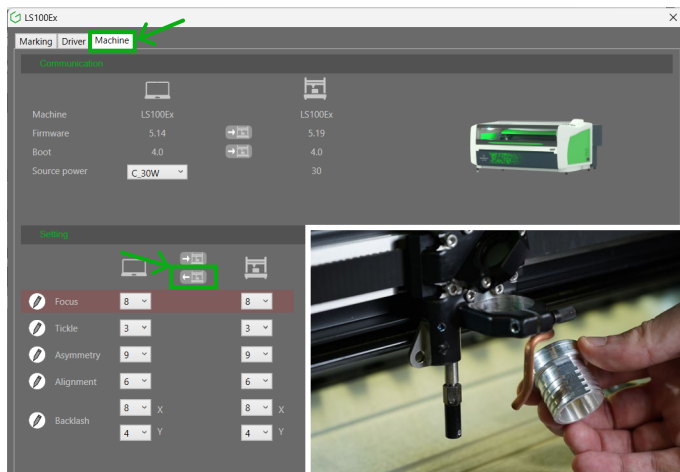 LS100Ex
Marking Driver Machine
Communication
Machine LS100Ex LS100Ex
Firmware 5.14 5.19
Boot 4.0 4.0
Source power C_30W 30
Setting
Focus 8 8
Tickle 3 3
Asymmetry 9 9
Alignment 6 6
Backlash 8 X 8 X
4 Y 4 Y